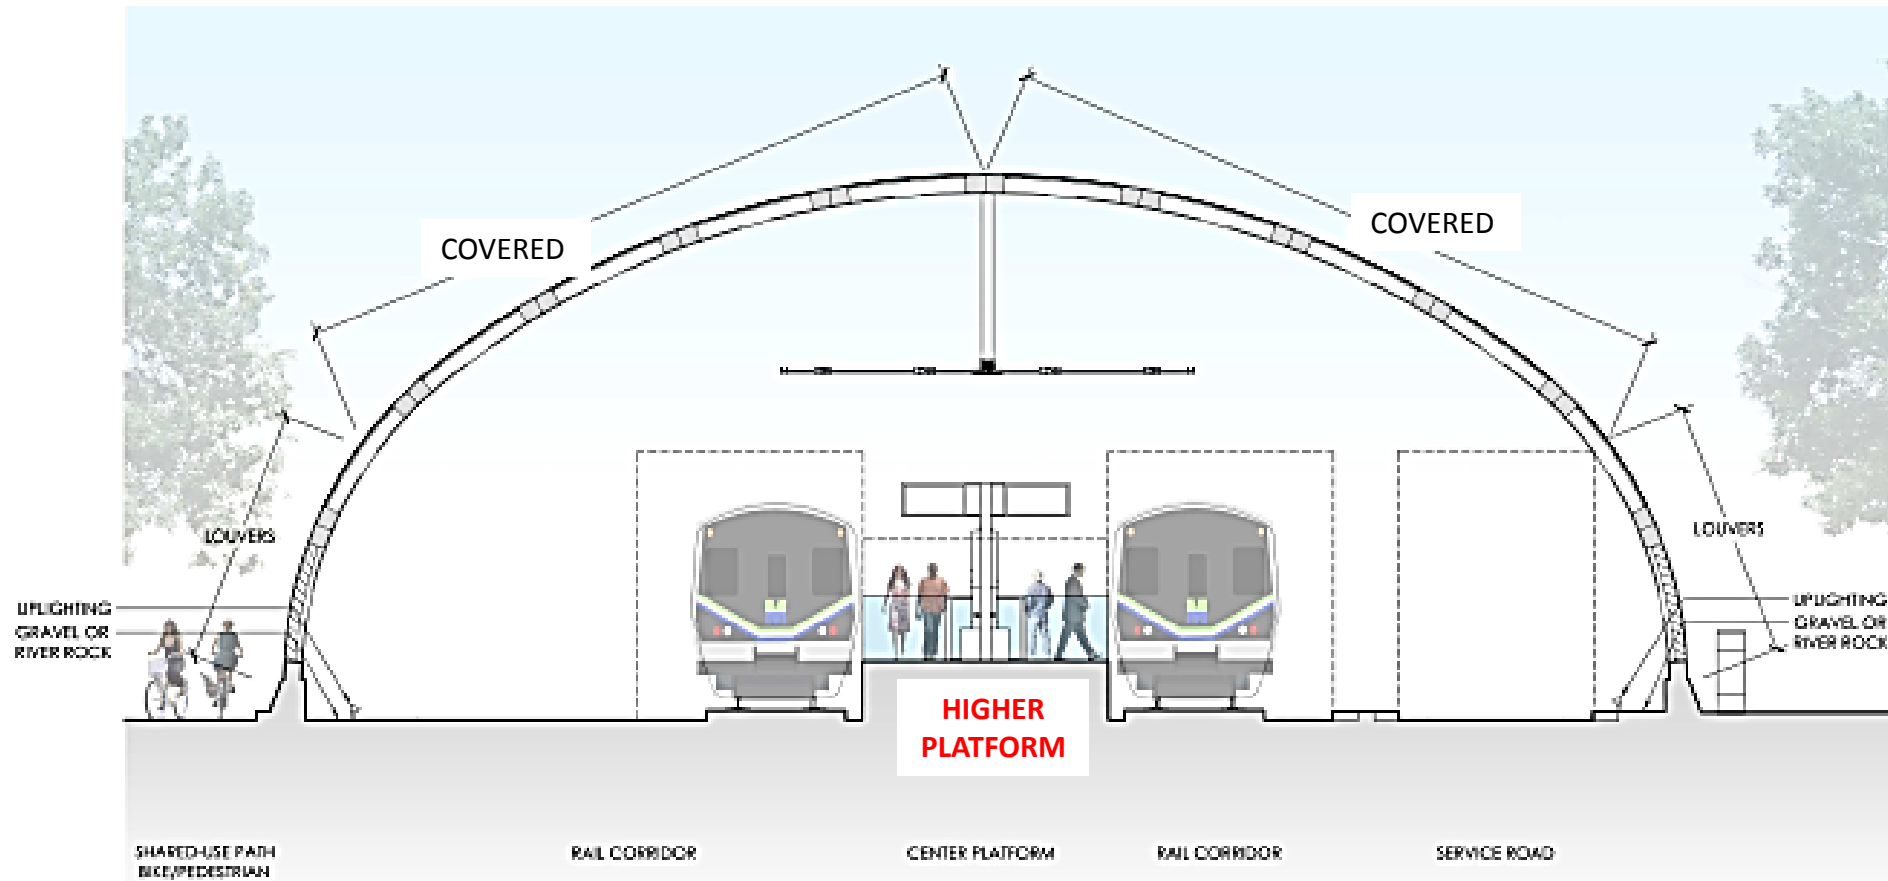 COVERED
COVERED
LOUVERS
LOUVERS
UPLIGHTING
GRAVEL OR
RIVER ROCK
UPLIGHTING
GRAVEL OR
RIVER ROCK
HIGHER
PLATFORM
SHARED-USE PATH
BIKE/PEDESTRIAN
RAIL CORRIDOR
CENTER PLATFORM
RAIL CORRIDOR
SERVICE ROAD